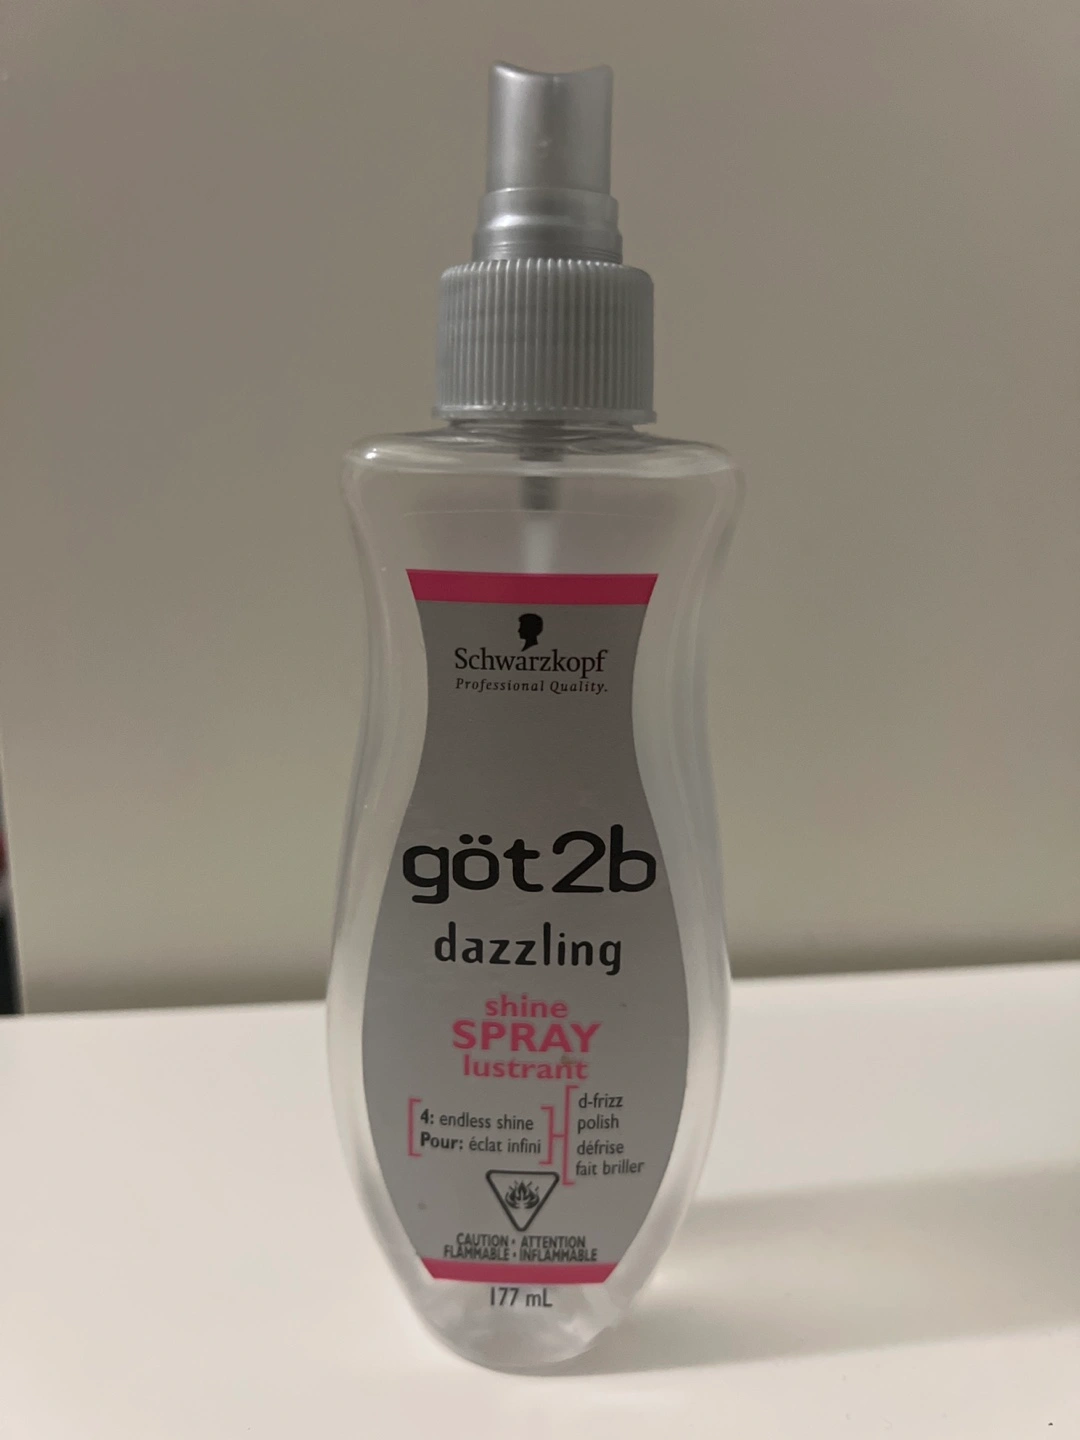 Schwarzkopf
Professional Quality.
göt2b
dazzling
shine
SPRAY
lustrant
4: endless shine
Pour: éclat infini
d-frizz
polish
défrise
fait briller
CAUTION • ATTENTION
FLAMMABLE • INFLAMMABLE
177 mL